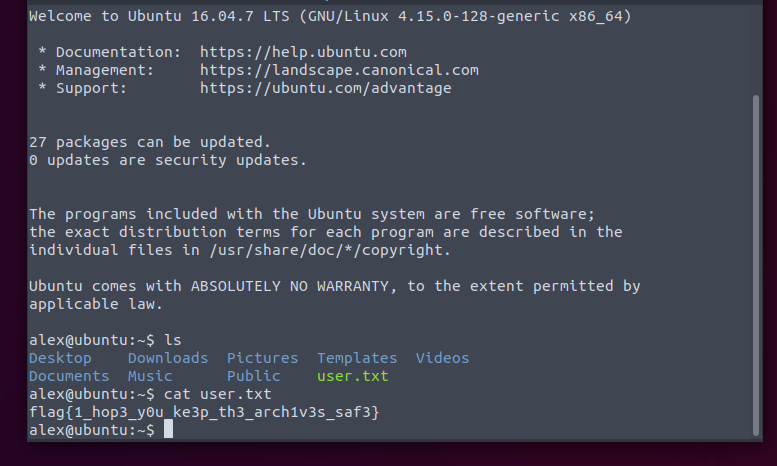 Welcome to Ubuntu 16.04.7 LTS (GNU/Linux 4.15.0-128-generic x86_64)
* Documentation: https://help.ubuntu.com
* Management: https://landscape.canonical.com
* Support: https://ubuntu.com/advantage
27 packages can be updated.
0 updates are security updates.
The programs included with the Ubuntu system are free software;
the exact distribution terms for each program are described in the
individual files in /usr/share/doc/*/copyright.
Ubuntu comes with ABSOLUTELY NO WARRANTY, to the extent permitted by
applicable law.
alex@ubuntu:~$ ls
Desktop Downloads Pictures Templates Videos
Documents Music Public user.txt
alex@ubuntu:~$ cat user.txt
flag{1_hop3_y0u_ke3p_th3_arch1v3s_saf3}
alex@ubuntu:~$